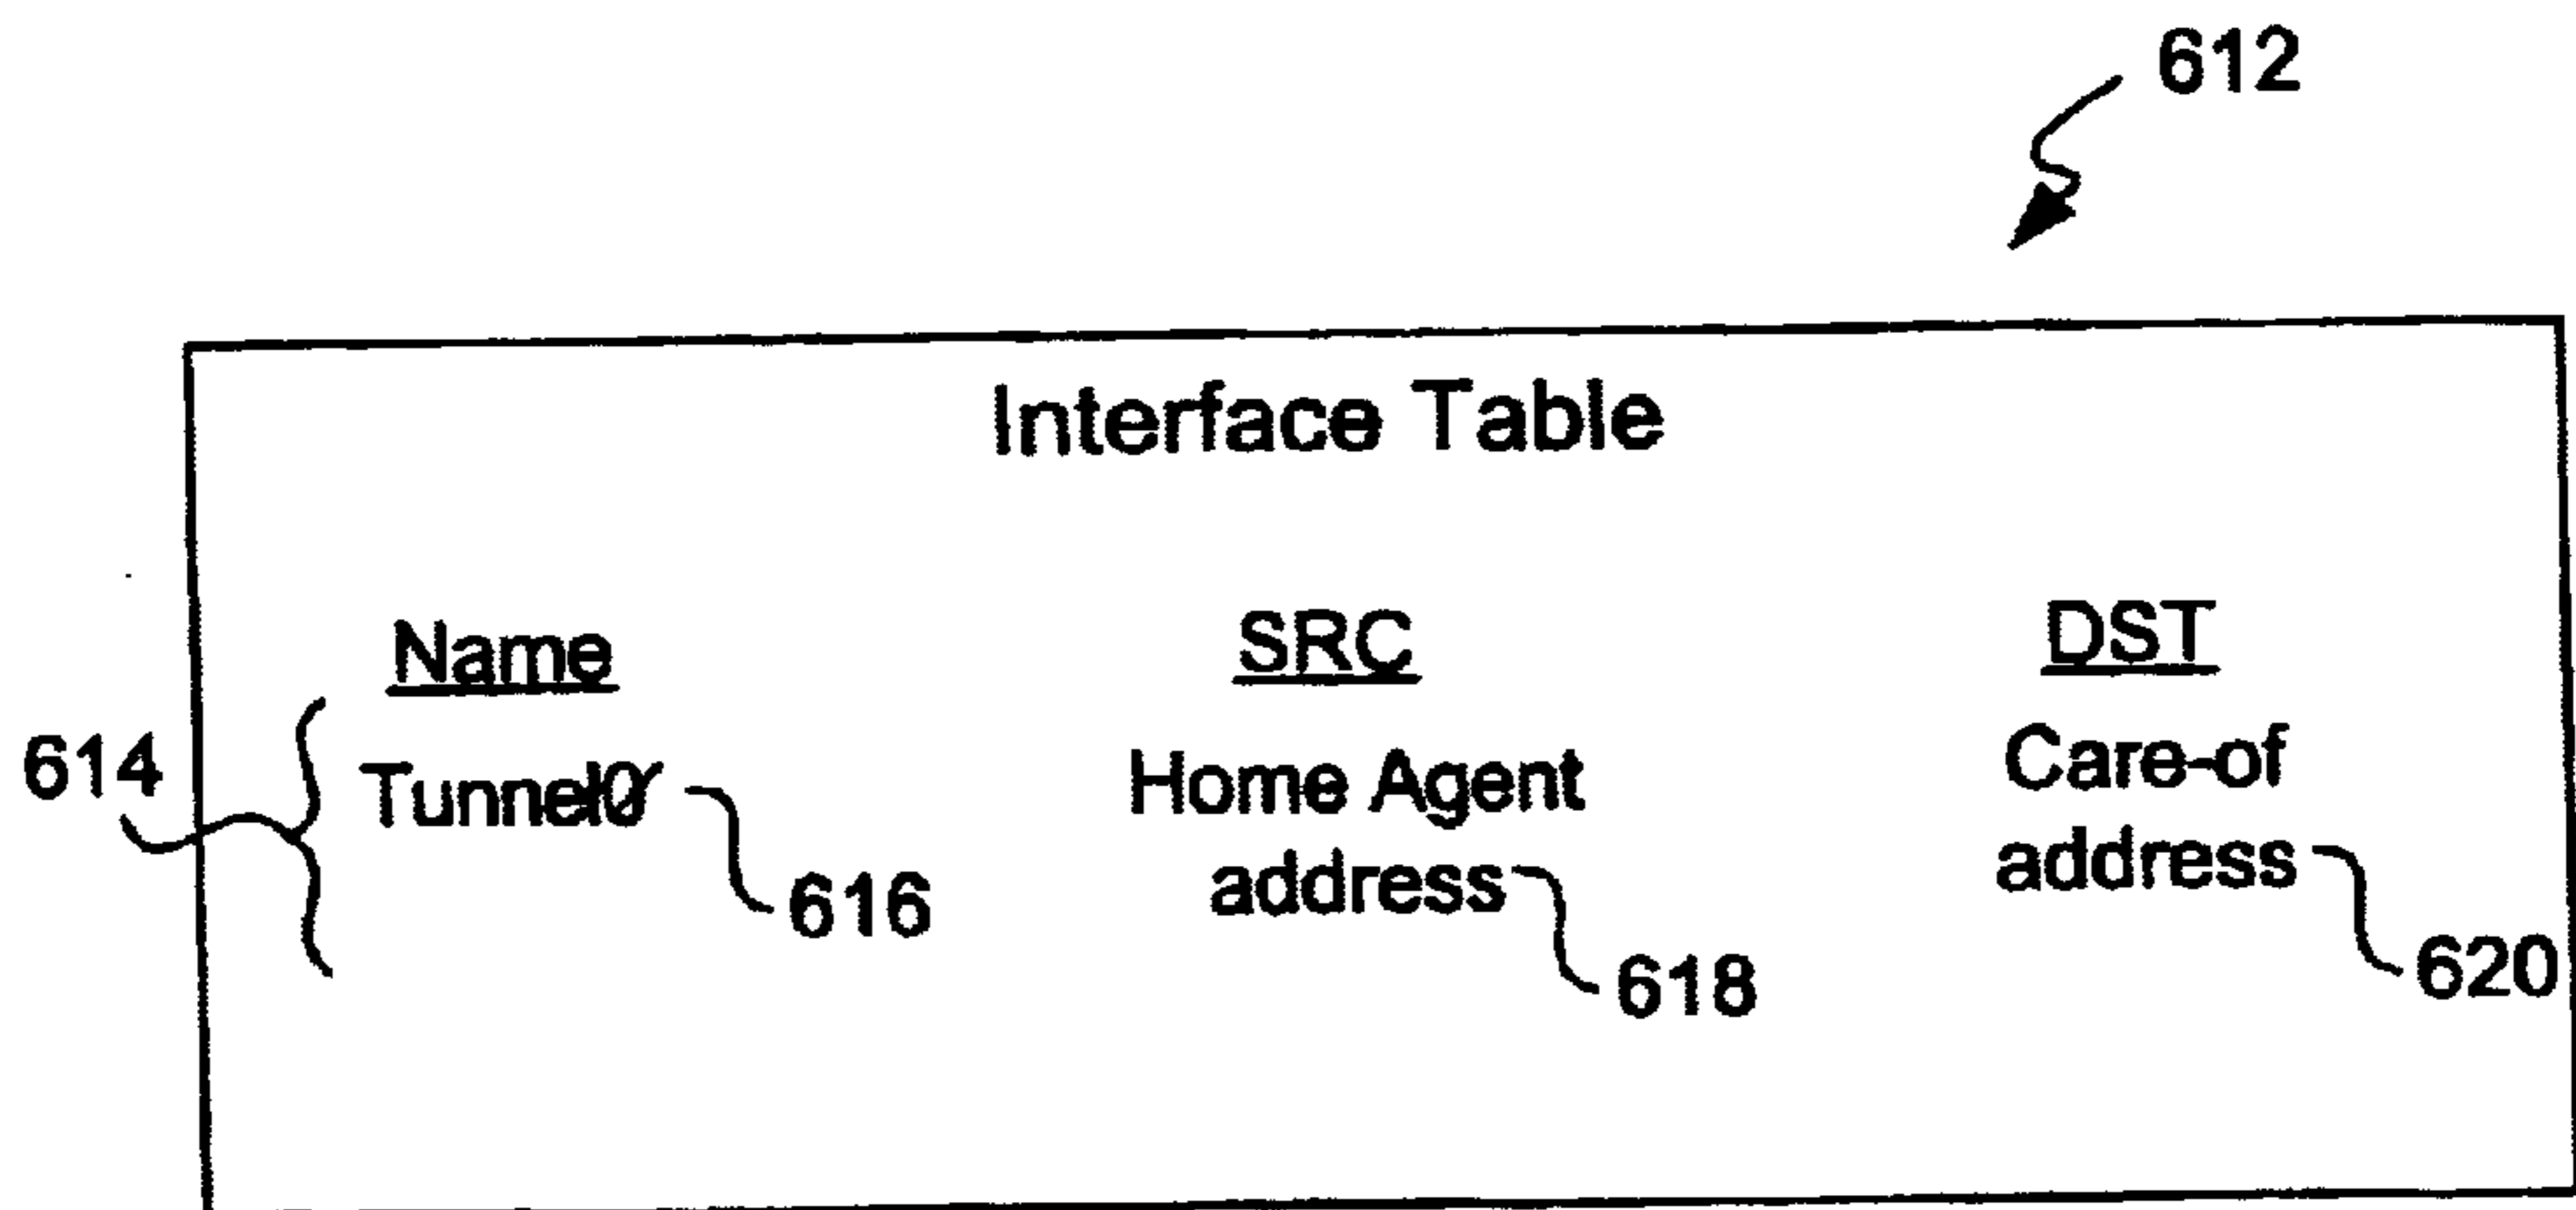 612
Interface Table
Name SRC DST
614 Tunnel0 Home Agent Care-of
616 address address
618 620